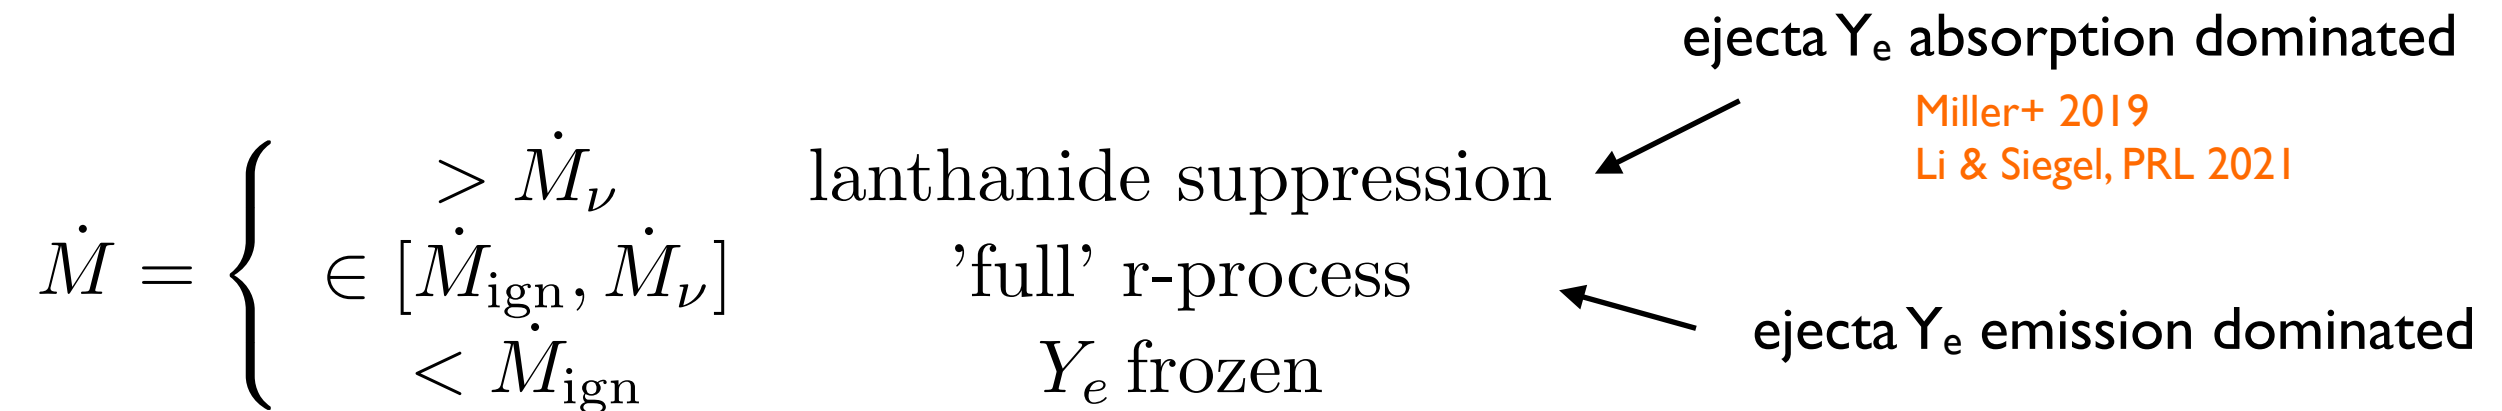 ejecta Yₑ absorption dominated
Miller+ 2019
Li & Siegel, PRL 2021
> Ṁ_ν, lanthanide suppression
Ṁ = { ∈ [Ṁ_ign, Ṁ_ν] 'full' r-process
ejecta Yₑ emission dominated
< Ṁ_ign Yₑ frozen